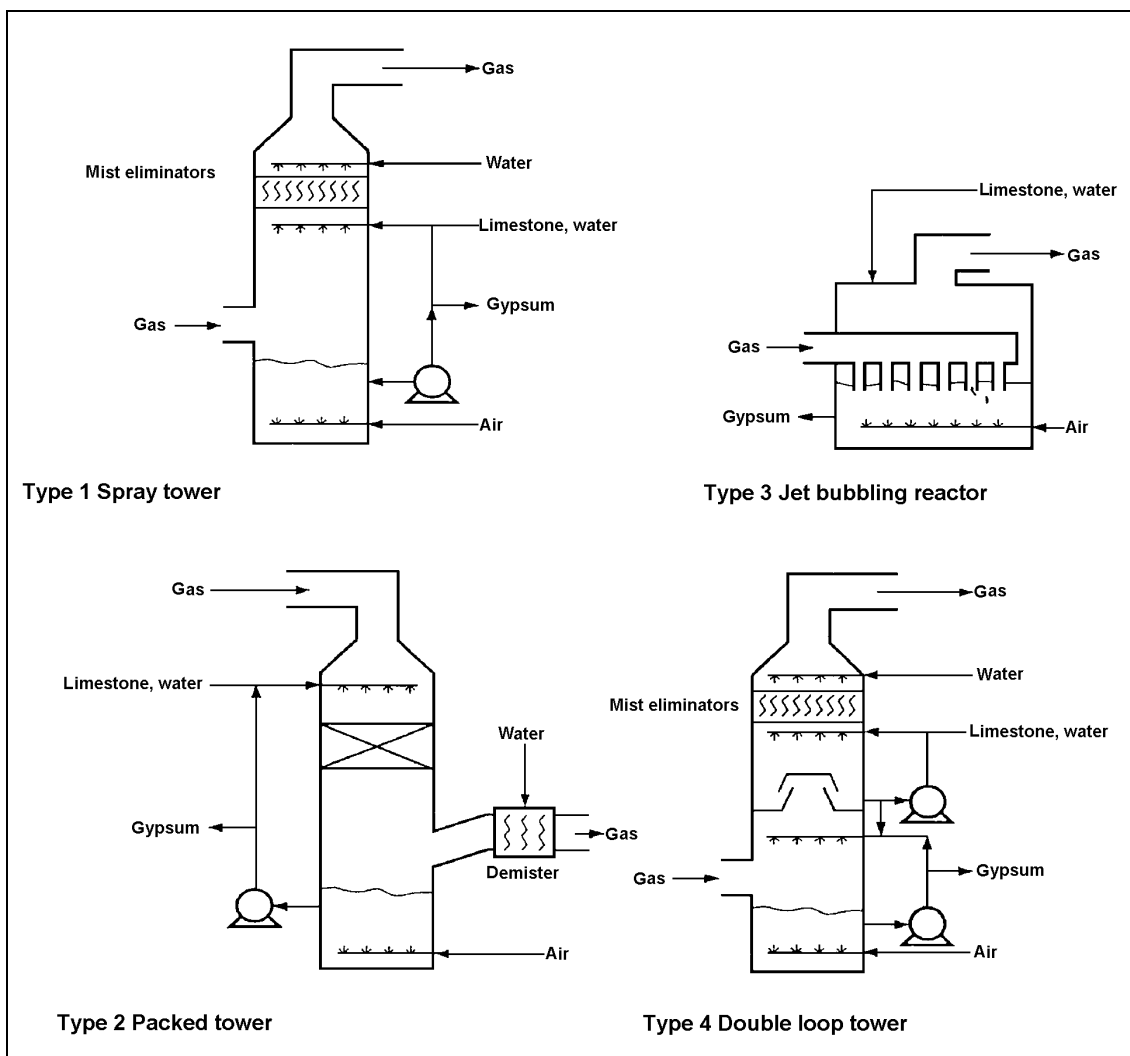 Gas
Water
Mist eliminators
Limestone, water
Gypsum
Gas
Air
Type 1 Spray tower
Limestone, water
Gas
Gas
Gypsum
Air
Type 3 Jet bubbling reactor
Gas
Limestone, water
Water
Gypsum
Gas
Demister
Air
Type 2 Packed tower
Gas
Water
Mist eliminators
Limestone, water
Gas
Gypsum
Air
Type 4 Double loop tower